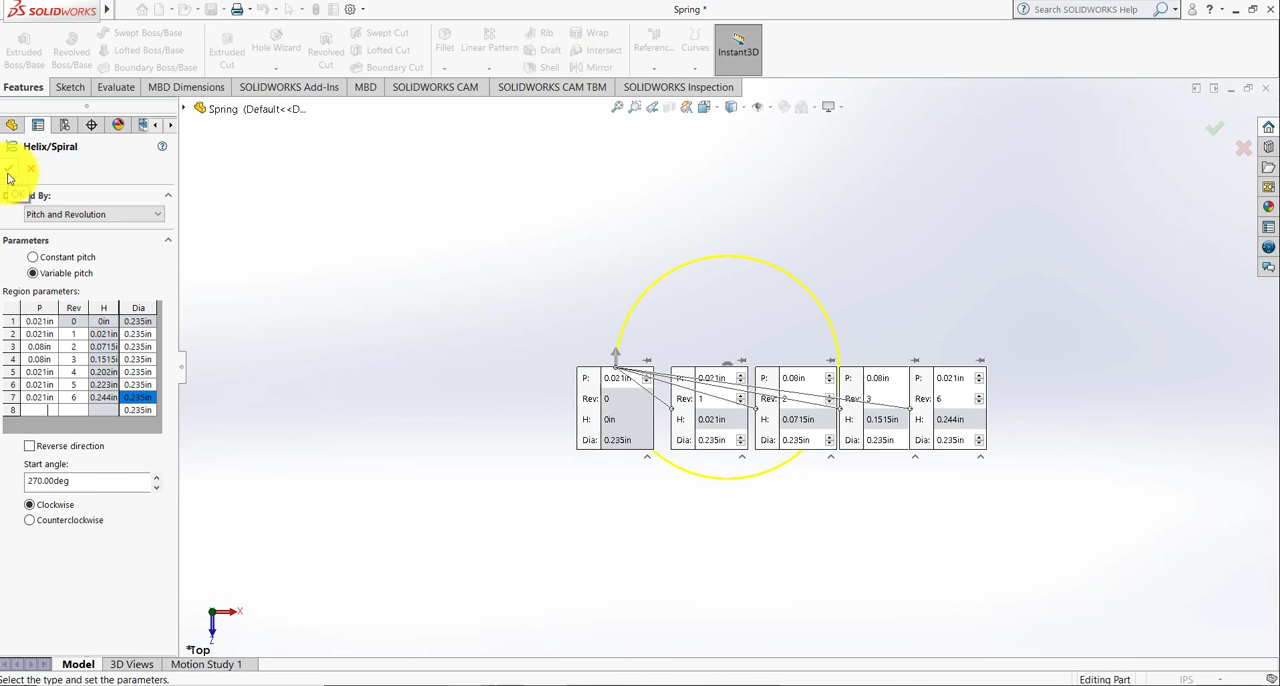 SOLIDWORKS
Spring *
Search SOLIDWORKS Help
Extruded Boss/Base
Revolved Boss/Base
Swept Boss/Base
Lofted Boss/Base
Boundary Boss/Base
Extruded Cut
Hole Wizard
Revolved Cut
Swept Cut
Lofted Cut
Boundary Cut
Fillet
Linear Pattern
Rib
Draft
Shell
Wrap
Intersect
Mirror
Referenc...
Curves
Instant3D
Features Sketch Evaluate MBD Dimensions SOLIDWORKS Add-Ins MBD SOLIDWORKS CAM SOLIDWORKS CAM TBM SOLIDWORKS Inspection
Spring (Default<<D...
Helix/Spiral
d By:
Pitch and Revolution
Parameters
Constant pitch
Variable pitch
Region parameters:
P Rev H Dia
1 0.021in 0 0in 0.235in
2 0.021in 1 0.021in 0.235in
3 0.08in 2 0.0715in 0.235in
4 0.08in 3 0.1515in 0.235in
5 0.021in 4 0.202in 0.235in
6 0.021in 5 0.223in 0.235in
7 0.021in 6 0.244in 0.235in
8 0.235in
Reverse direction
Start angle:
270.00deg
Clockwise
Counterclockwise
P: 0.021in P: 0.021in P: 0.08in P: 0.08in P: 0.021in
Rev: 0 Rev: 1 Rev: 2 Rev: 3 Rev: 6
H: 0in H: 0.021in H: 0.0715in H: 0.1515in H: 0.244in
Dia: 0.235in Dia: 0.235in Dia: 0.235in Dia: 0.235in Dia: 0.235in
X
Z
*Top
Model 3D Views Motion Study 1
Select the type and set the parameters.
Editing Part IPS -